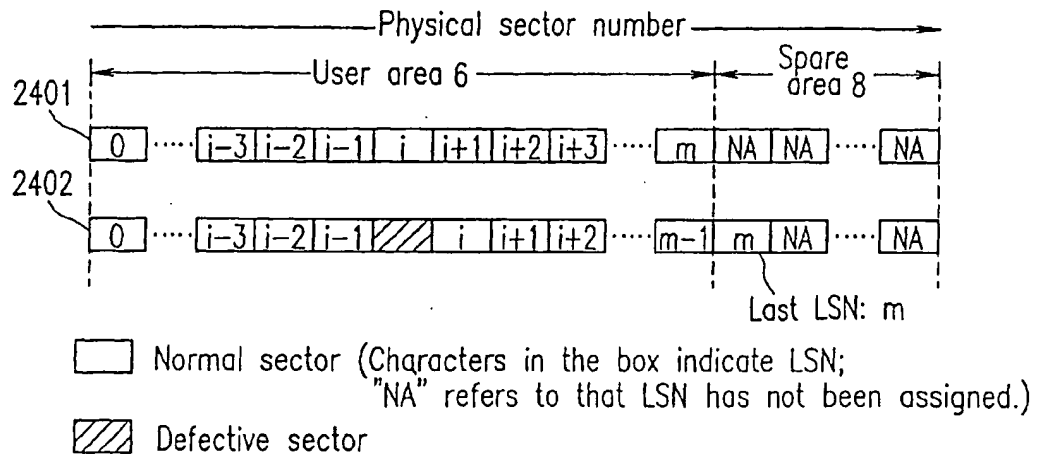 Physical sector number
User area 6
Spare area 8
2401
0 ..... i-3 i-2 i-1 i i+1 i+2 i+3 ..... m NA NA ..... NA
2402
0 ..... i-3 i-2 i-1 i i+1 i+2 ..... m-1 m NA ..... NA
Last LSN: m
Normal sector (Characters in the box indicate LSN;
"NA" refers to that LSN has not been assigned.)
Defective sector